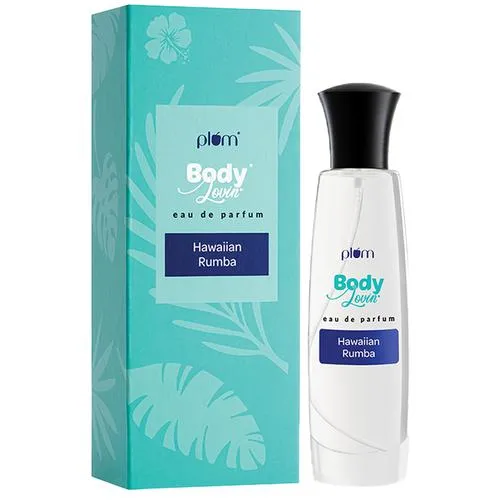 plum®
Body®
Lovin'
eau de parfum
Hawaiian
Rumba
plum
Body
Lovin'
eau de parfum
Hawaiian
Rumba